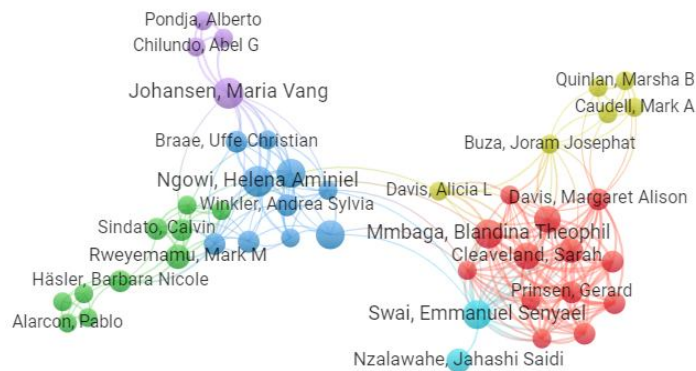 Pondja, Alberto
Chilundo, Abel G
Johansen, Maria Vang
Quinlan, Marsha B
Caudell, Mark A
Braae, Uffe Christian
Buza, Joram Josephat
Ngowi, Helena Aminiel
Davis, Alicia L
Davis, Margaret Alison
Winkler, Andrea Sylvia
Sindato, Calvin
Mmbaga, Blandina Theophil
Rweyemamu, Mark M
Cleaveland, Sarah
Häsler, Barbara Nicole
Prinsen, Gerard
Alarcon, Pablo
Swai, Emmanuel Senyael
Nzalawahe, Jahashi Saidi